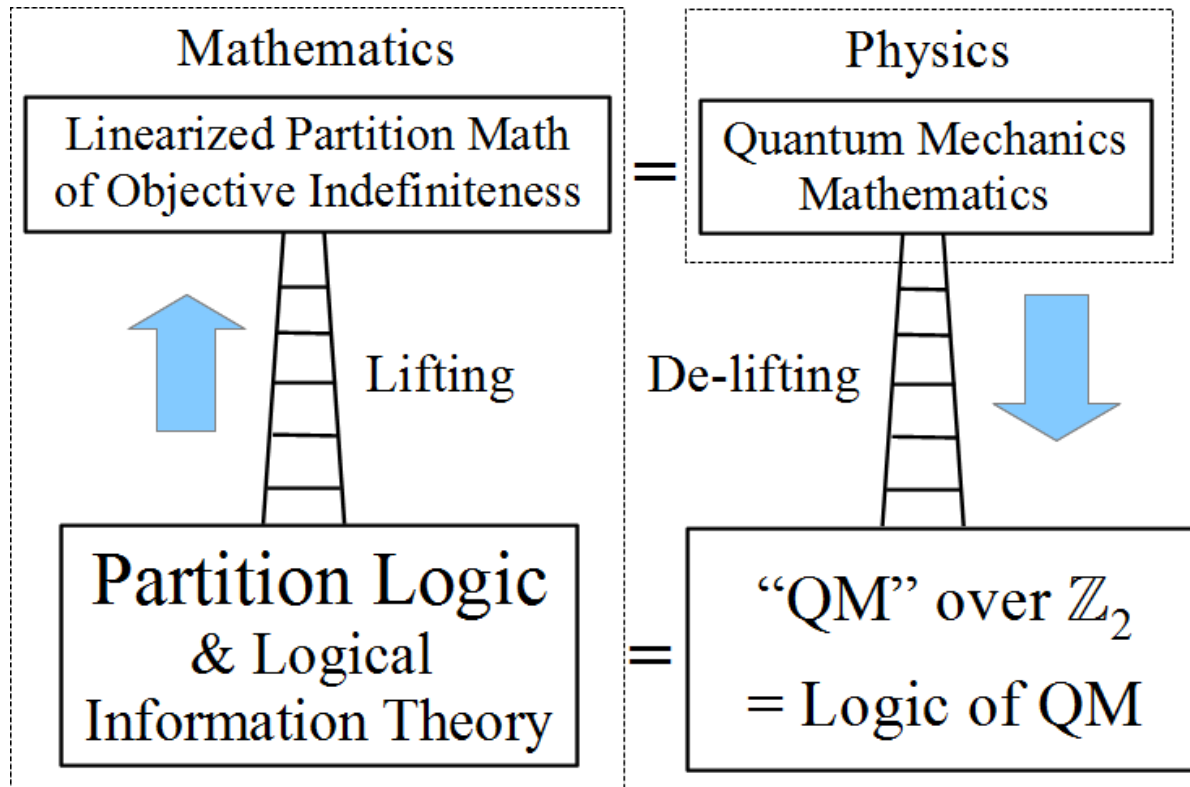 Mathematics
Physics
Linearized Partition Math
of Objective Indefiniteness
=
Quantum Mechanics
Mathematics
Lifting
De-lifting
Partition Logic
& Logical
Information Theory
=
“QM” over ℤ₂
= Logic of QM